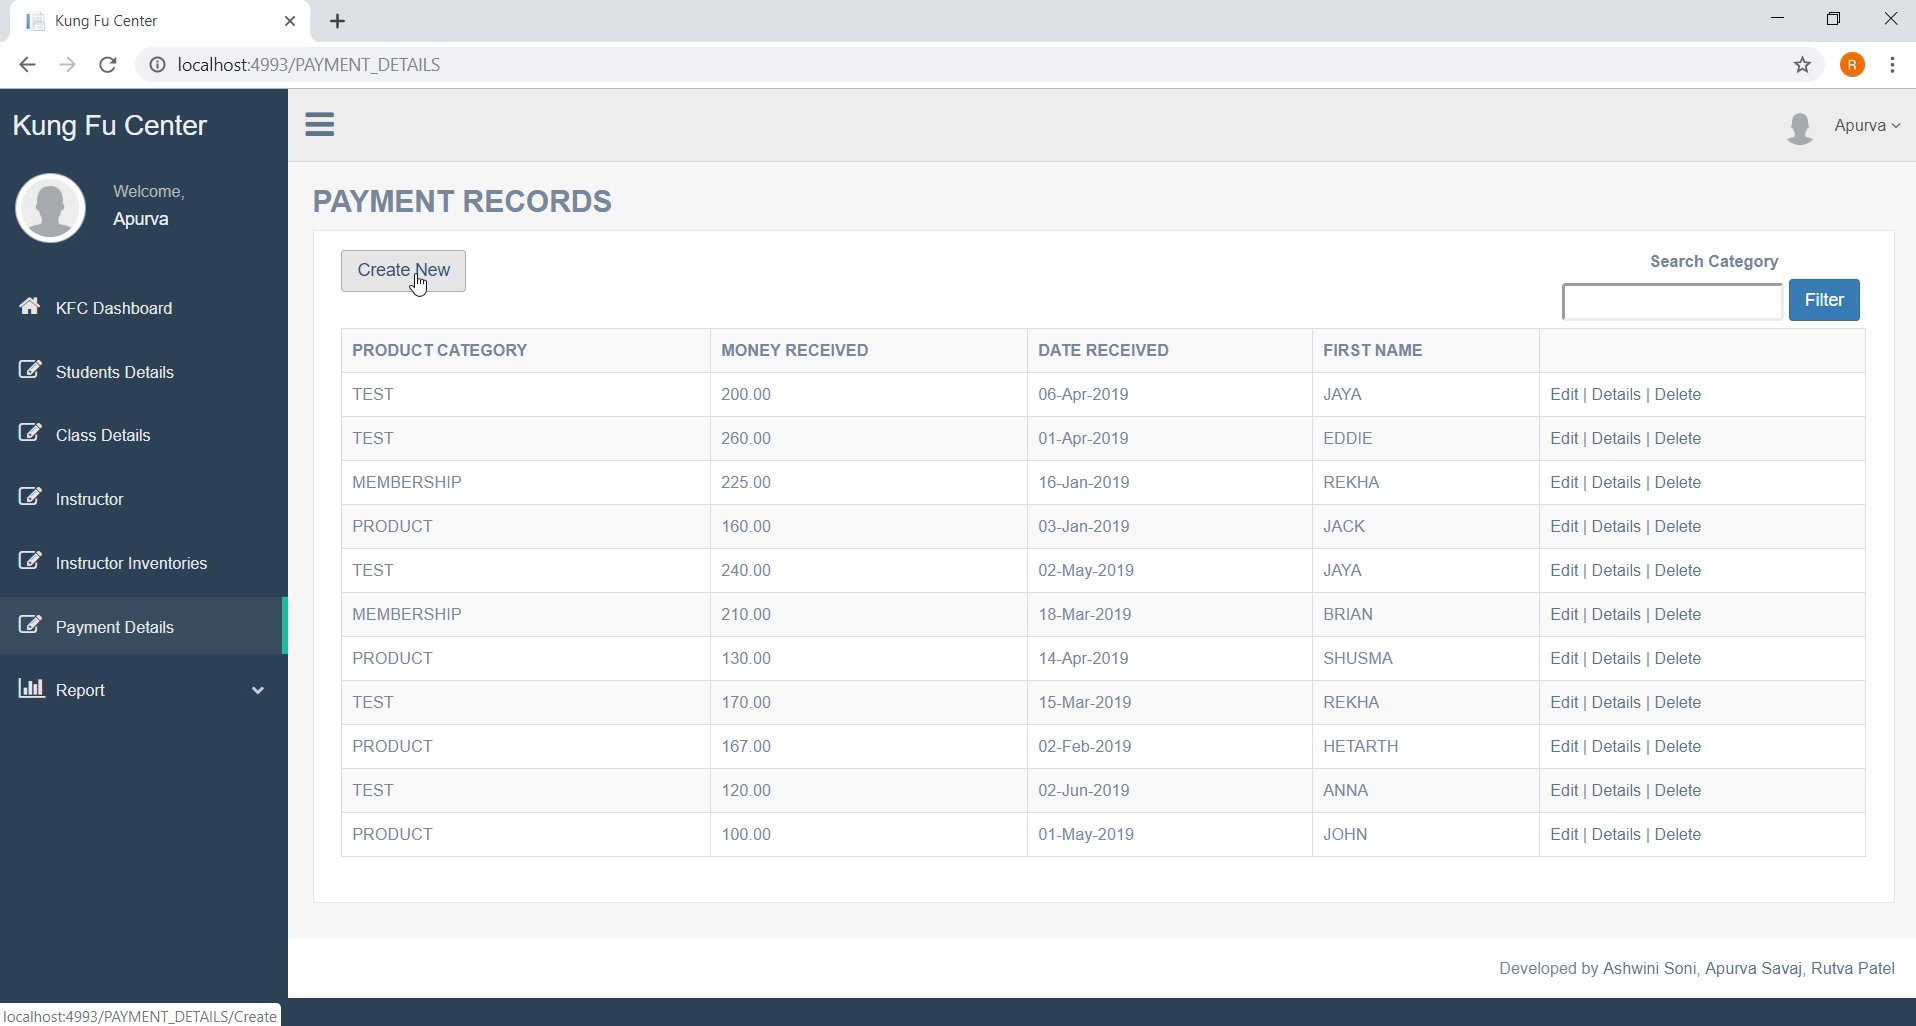 Kung Fu Center
localhost:4993/PAYMENT_DETAILS
R
Kung Fu Center
Apurva
Welcome,
Apurva
KFC Dashboard
Students Details
Class Details
Instructor
Instructor Inventories
Payment Details
Report
PAYMENT RECORDS
Create New
Search Category
Filter
PRODUCT CATEGORY MONEY RECEIVED DATE RECEIVED FIRST NAME
TEST 200.00 06-Apr-2019 JAYA Edit | Details | Delete
TEST 260.00 01-Apr-2019 EDDIE Edit | Details | Delete
MEMBERSHIP 225.00 16-Jan-2019 REKHA Edit | Details | Delete
PRODUCT 160.00 03-Jan-2019 JACK Edit | Details | Delete
TEST 240.00 02-May-2019 JAYA Edit | Details | Delete
MEMBERSHIP 210.00 18-Mar-2019 BRIAN Edit | Details | Delete
PRODUCT 130.00 14-Apr-2019 SHUSMA Edit | Details | Delete
TEST 170.00 15-Mar-2019 REKHA Edit | Details | Delete
PRODUCT 167.00 02-Feb-2019 HETARTH Edit | Details | Delete
TEST 120.00 02-Jun-2019 ANNA Edit | Details | Delete
PRODUCT 100.00 01-May-2019 JOHN Edit | Details | Delete
Developed by Ashwini Soni, Apurva Savaj, Rutva Patel
localhost:4993/PAYMENT_DETAILS/Create